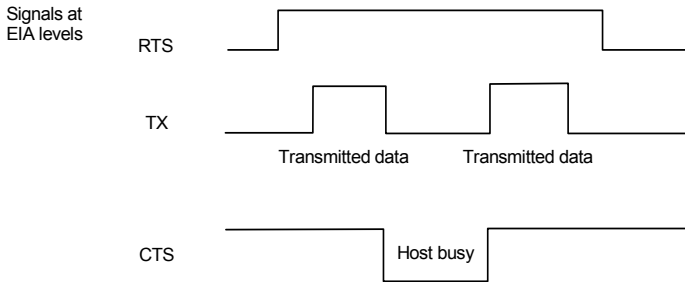 Signals at
EIA levels
RTS
TX
Transmitted data
Transmitted data
CTS
Host busy